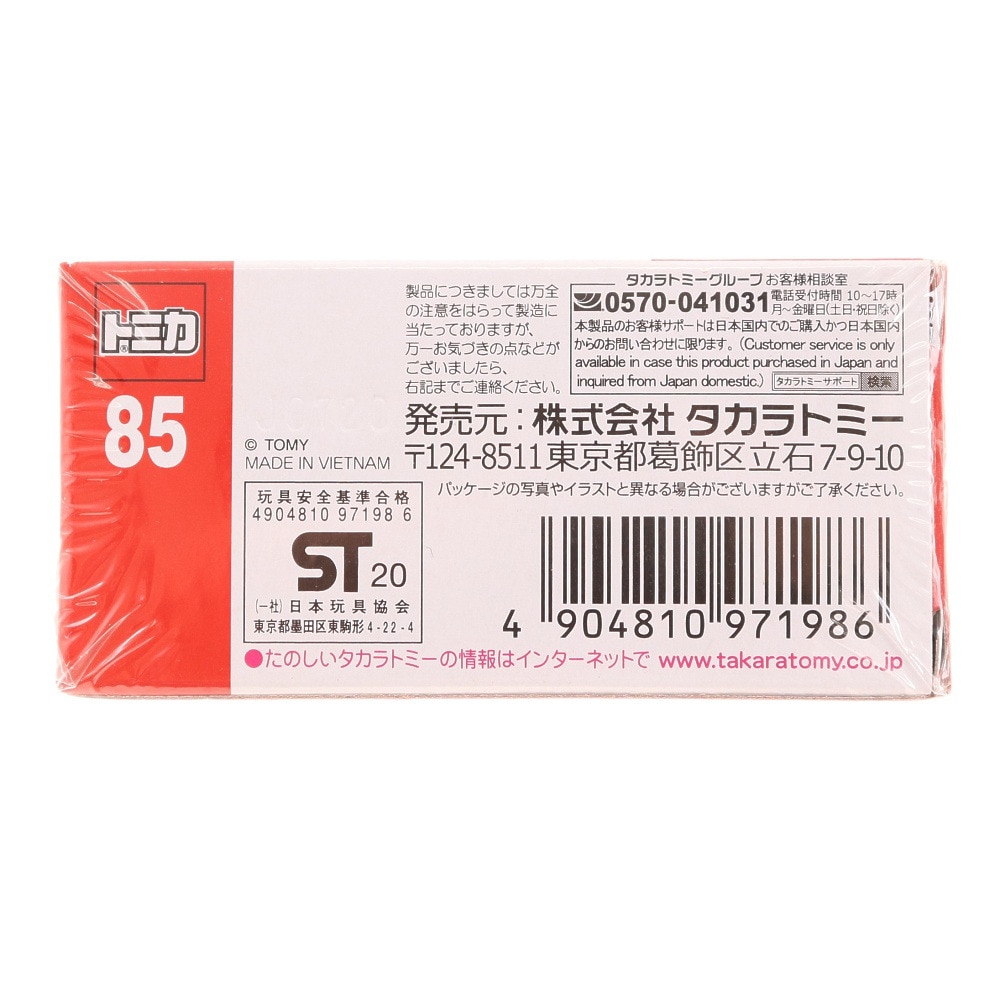 トミカ®
85
© TOMY
MADE IN VIETNAM
玩具安全基準合格
4904810 97198 6
ST 20
(一社)日本玩具協会
東京都墨田区東駒形4-22-4
製品につきましては万全
の注意をはらって製造に
当たっておりますが、
万一お気づきの点などが
ございましたら、
右記までご連絡ください。
タカラトミーグループお客様相談室
0570-041031 電話受付時間 10〜17時
月〜金曜日(土日・祝日除く)
本製品のお客様サポートは日本国内でのご購入かつ日本国内
からのお問い合わせに限ります。(Customer service is only
available in case this product purchased in Japan and
inquired from Japan domestic.) タカラトミーサポート 検索
発売元:株式会社 タカラトミー
〒124-8511東京都葛飾区立石7-9-10
パッケージの写真やイラストと異なる場合がございますがご了承ください。
4 904810 971986
●たのしいタカラトミーの情報はインターネットで www.takaratomy.co.jp